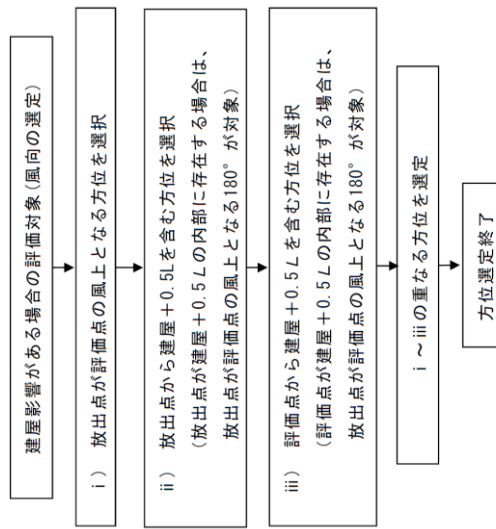 建屋影響がある場合の評価対象(風向の選定)
ⅰ) 放出点が評価点の風上となる方位を選択
ⅱ) 放出点から建屋+0.5Lを含む方位を選択
(放出点が建屋+0.5Lの内部に存在する場合は、
放出点が評価点の風上となる180°が対象)
ⅲ) 評価点から建屋+0.5Lを含む方位を選択
(評価点が建屋+0.5Lの内部に存在する場合は、
放出点が評価点の風上となる180°が対象)
ⅰ~ⅲの重なる方位を選定
方位選定終了